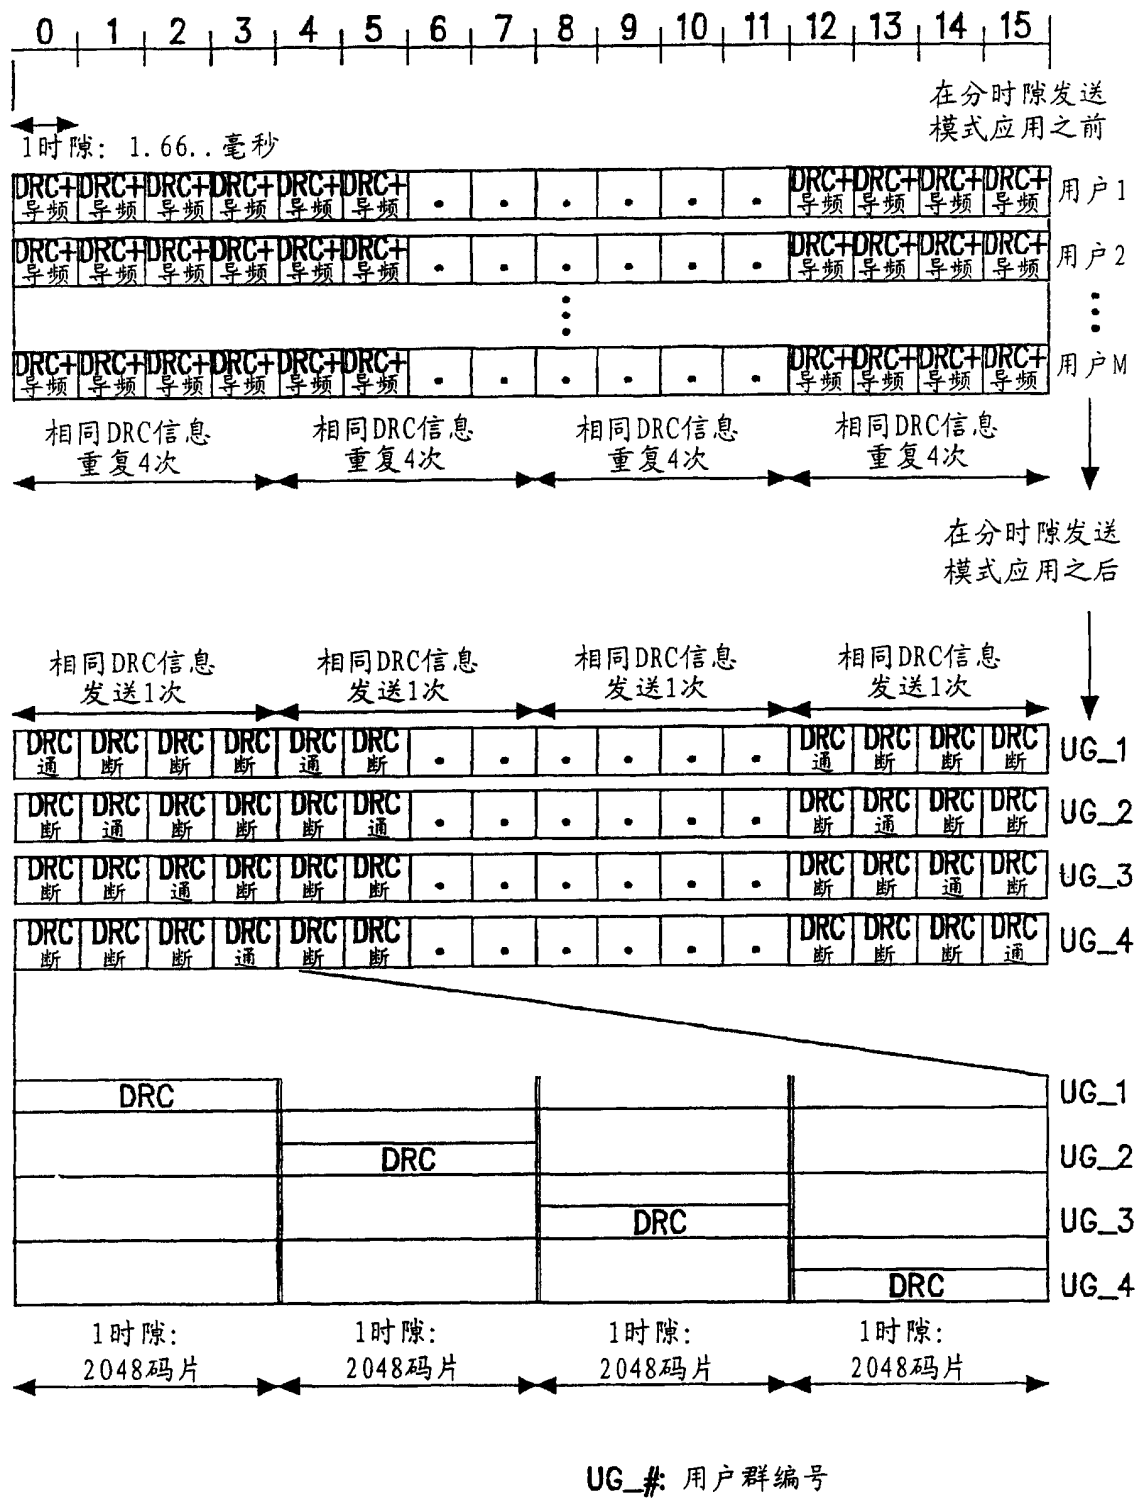 0 1 2 3 4 5 6 7 8 9 10 11 12 13 14 15
在分时隙发送
模式应用之前
1时隙: 1.66..毫秒
DRC+ DRC+ DRC+ DRC+ DRC+ DRC+ DRC+ DRC+ DRC+ DRC+ 用户1
导频 导频 导频 导频 导频 导频 . . . . . . 导频 导频 导频 导频
DRC+ DRC+ DRC+ DRC+ DRC+ DRC+ DRC+ DRC+ DRC+ DRC+ 用户2
导频 导频 导频 导频 导频 导频 . . . . . . 导频 导频 导频 导频
DRC+ DRC+ DRC+ DRC+ DRC+ DRC+ DRC+ DRC+ DRC+ DRC+ 用户M
导频 导频 导频 导频 导频 导频 . . . . . . 导频 导频 导频 导频
相同DRC信息 相同DRC信息 相同DRC信息 相同DRC信息
重复4次 重复4次 重复4次 重复4次
在分时隙发送
模式应用之后
相同DRC信息 相同DRC信息 相同DRC信息 相同DRC信息
发送1次 发送1次 发送1次 发送1次
DRC DRC DRC DRC DRC DRC DRC DRC DRC DRC UG_1
通 断 断 断 通 断 . . . . . . 通 断 断 断
DRC DRC DRC DRC DRC DRC DRC DRC DRC DRC UG_2
断 通 断 断 断 通 . . . . . . 断 通 断 断
DRC DRC DRC DRC DRC DRC DRC DRC DRC DRC UG_3
断 断 通 断 断 断 . . . . . . 断 断 通 断
DRC DRC DRC DRC DRC DRC DRC DRC DRC DRC UG_4
断 断 断 通 断 断 . . . . . . 断 断 断 通
DRC UG_1
DRC UG_2
DRC UG_3
DRC UG_4
1时隙: 1时隙: 1时隙: 1时隙:
2048码片 2048码片 2048码片 2048码片
UG_#: 用户群编号